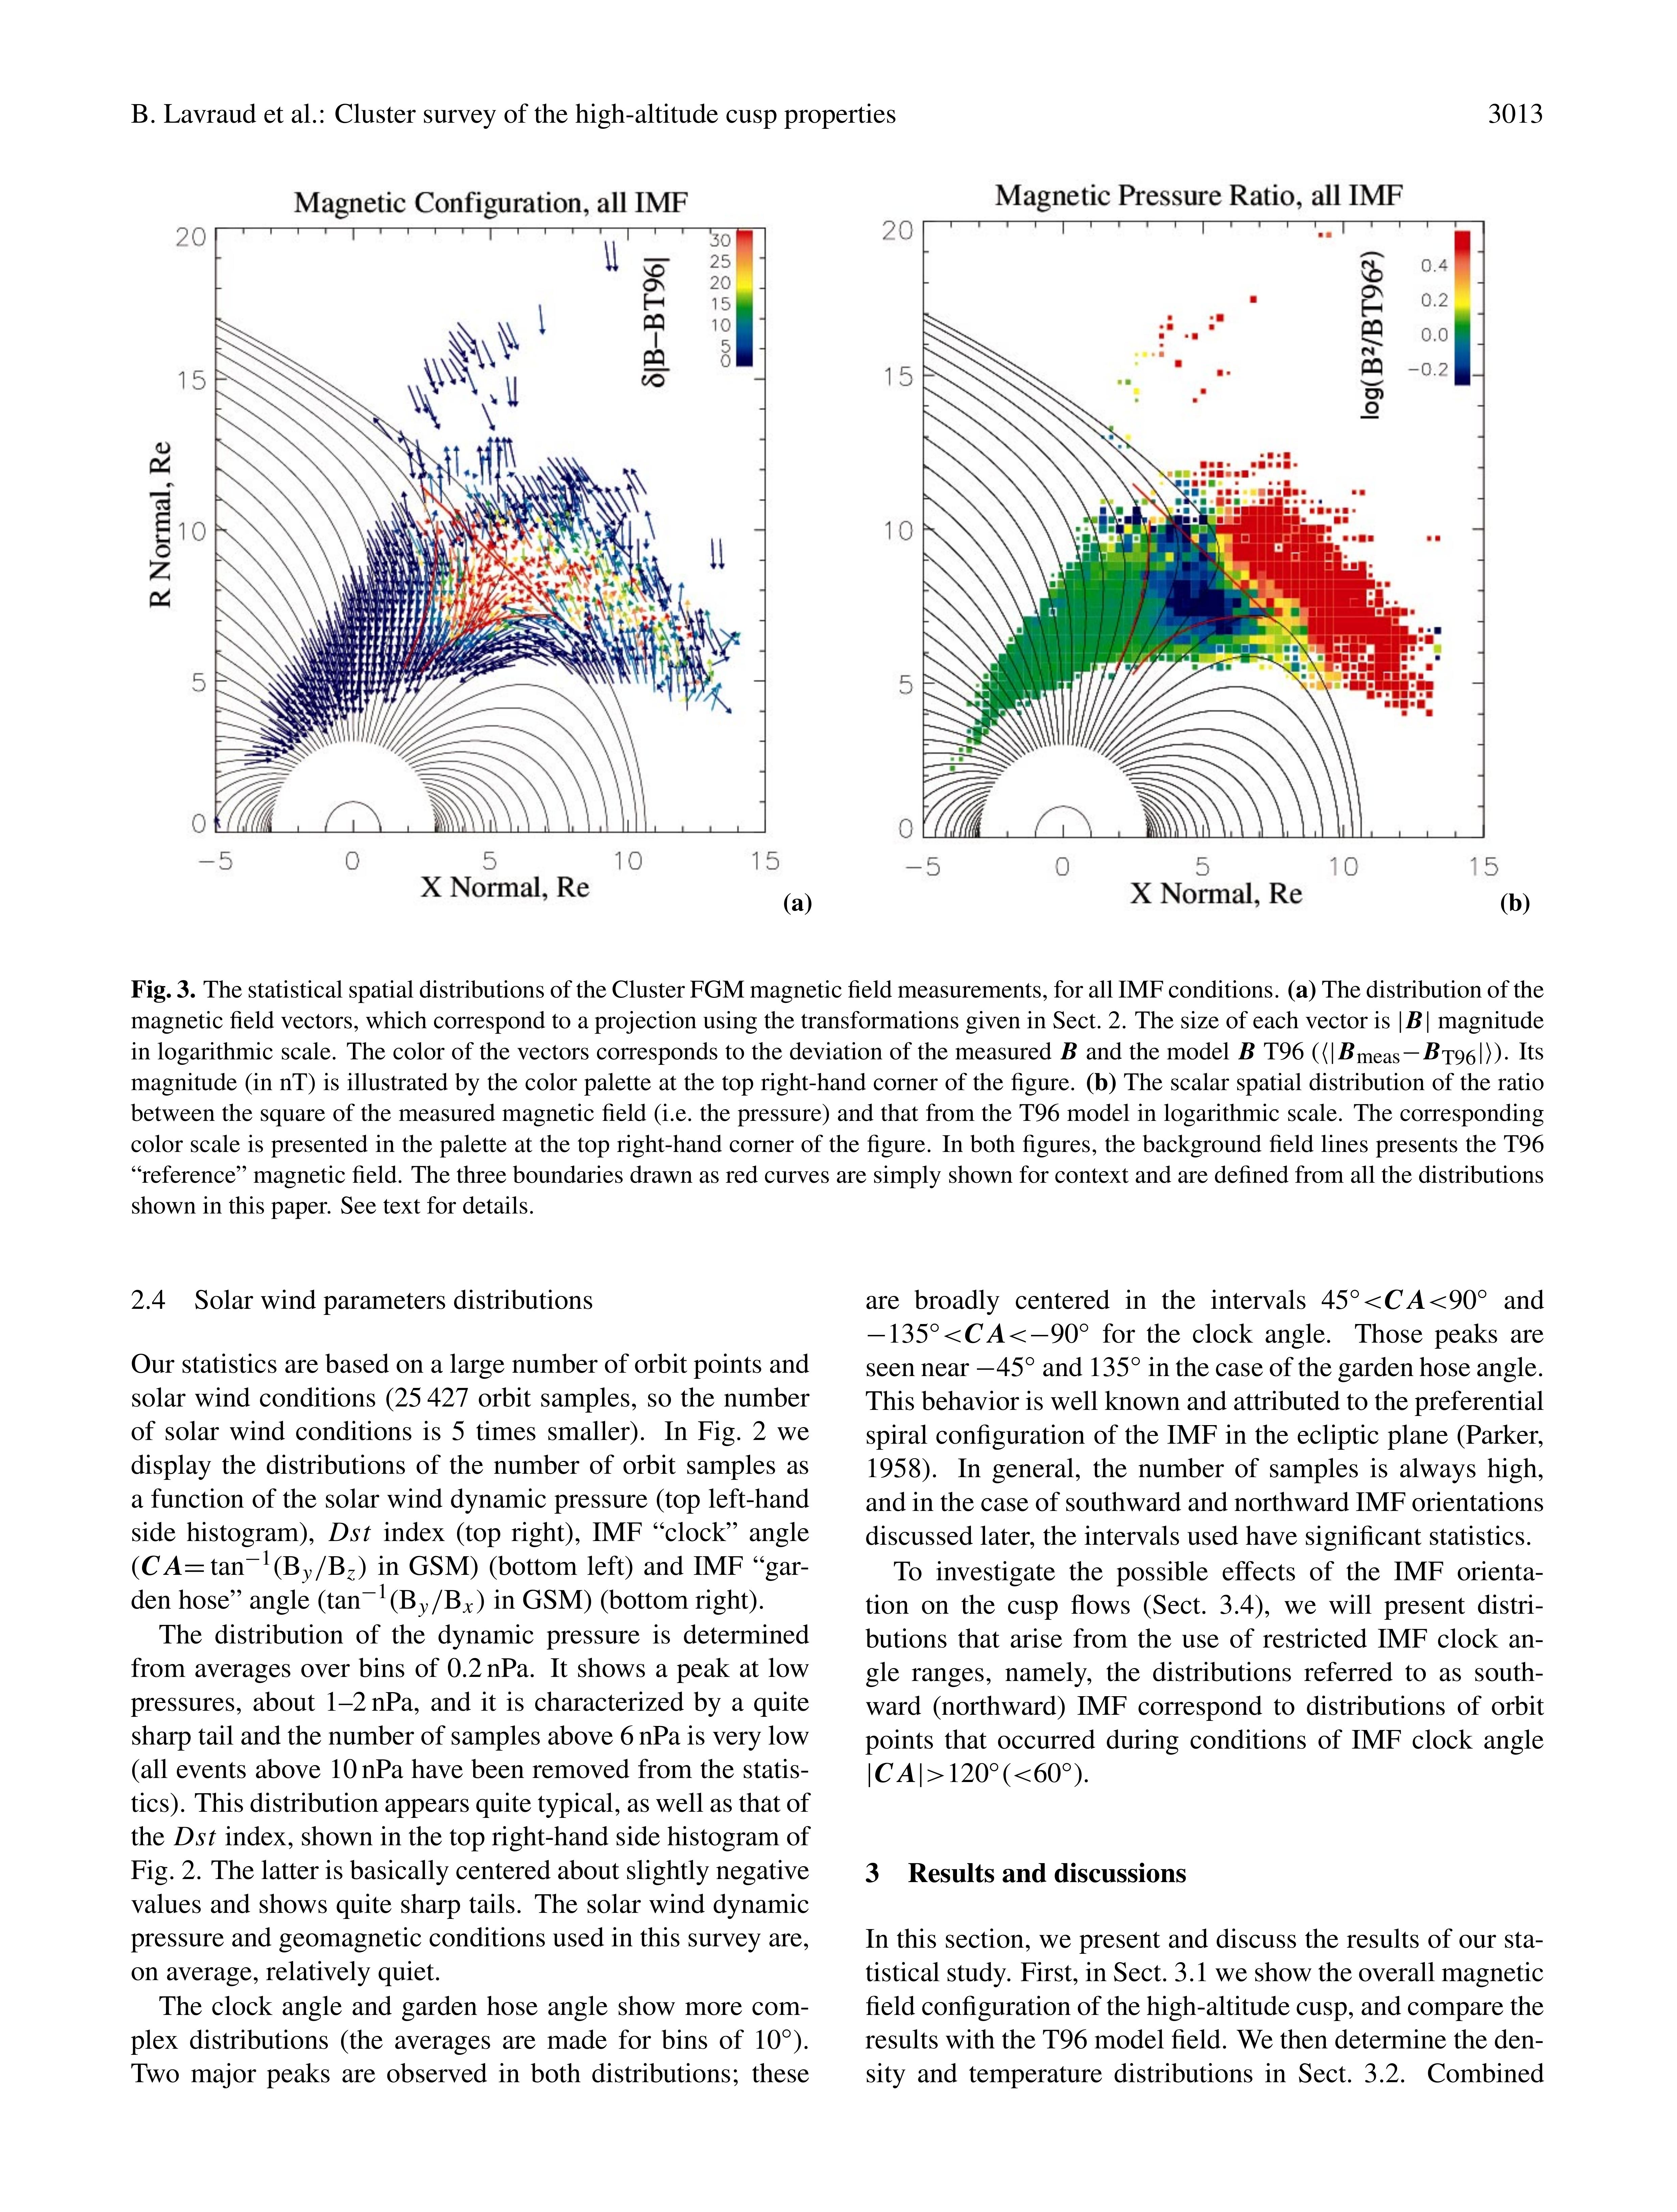 B. Lavraud et al.: Cluster survey of the high-altitude cusp properties 3013
Magnetic Configuration, all IMF
δ|B−BT96|
30
25
20
15
10
5
0
20
15
10
5
0
R Normal, Re
−5 0 5 10 15
X Normal, Re
(a)
Magnetic Pressure Ratio, all IMF
log(B²/BT96²)
0.4
0.2
0.0
−0.2
20
15
10
5
0
−5 0 5 10 15
X Normal, Re
(b)
Fig. 3. The statistical spatial distributions of the Cluster FGM magnetic field measurements, for all IMF conditions. (a) The distribution of the
magnetic field vectors, which correspond to a projection using the transformations given in Sect. 2. The size of each vector is |B| magnitude
in logarithmic scale. The color of the vectors corresponds to the deviation of the measured B and the model B T96 (⟨|Bmeas−BT96|⟩). Its
magnitude (in nT) is illustrated by the color palette at the top right-hand corner of the figure. (b) The scalar spatial distribution of the ratio
between the square of the measured magnetic field (i.e. the pressure) and that from the T96 model in logarithmic scale. The corresponding
color scale is presented in the palette at the top right-hand corner of the figure. In both figures, the background field lines presents the T96
“reference” magnetic field. The three boundaries drawn as red curves are simply shown for context and are defined from all the distributions
shown in this paper. See text for details.
2.4 Solar wind parameters distributions
Our statistics are based on a large number of orbit points and
solar wind conditions (25 427 orbit samples, so the number
of solar wind conditions is 5 times smaller). In Fig. 2 we
display the distributions of the number of orbit samples as
a function of the solar wind dynamic pressure (top left-hand
side histogram), Dst index (top right), IMF “clock” angle
(CA=tan−1(By/Bz) in GSM) (bottom left) and IMF “gar-
den hose” angle (tan−1(By/Bx) in GSM) (bottom right).
The distribution of the dynamic pressure is determined
from averages over bins of 0.2 nPa. It shows a peak at low
pressures, about 1–2 nPa, and it is characterized by a quite
sharp tail and the number of samples above 6 nPa is very low
(all events above 10 nPa have been removed from the statis-
tics). This distribution appears quite typical, as well as that of
the Dst index, shown in the top right-hand side histogram of
Fig. 2. The latter is basically centered about slightly negative
values and shows quite sharp tails. The solar wind dynamic
pressure and geomagnetic conditions used in this survey are,
on average, relatively quiet.
The clock angle and garden hose angle show more com-
plex distributions (the averages are made for bins of 10°).
Two major peaks are observed in both distributions; these
are broadly centered in the intervals 45°<CA<90° and
−135°<CA<−90° for the clock angle. Those peaks are
seen near −45° and 135° in the case of the garden hose angle.
This behavior is well known and attributed to the preferential
spiral configuration of the IMF in the ecliptic plane (Parker,
1958). In general, the number of samples is always high,
and in the case of southward and northward IMF orientations
discussed later, the intervals used have significant statistics.
To investigate the possible effects of the IMF orienta-
tion on the cusp flows (Sect. 3.4), we will present distri-
butions that arise from the use of restricted IMF clock an-
gle ranges, namely, the distributions referred to as south-
ward (northward) IMF correspond to distributions of orbit
points that occurred during conditions of IMF clock angle
|CA|>120°(<60°).
3 Results and discussions
In this section, we present and discuss the results of our sta-
tistical study. First, in Sect. 3.1 we show the overall magnetic
field configuration of the high-altitude cusp, and compare the
results with the T96 model field. We then determine the den-
sity and temperature distributions in Sect. 3.2. Combined